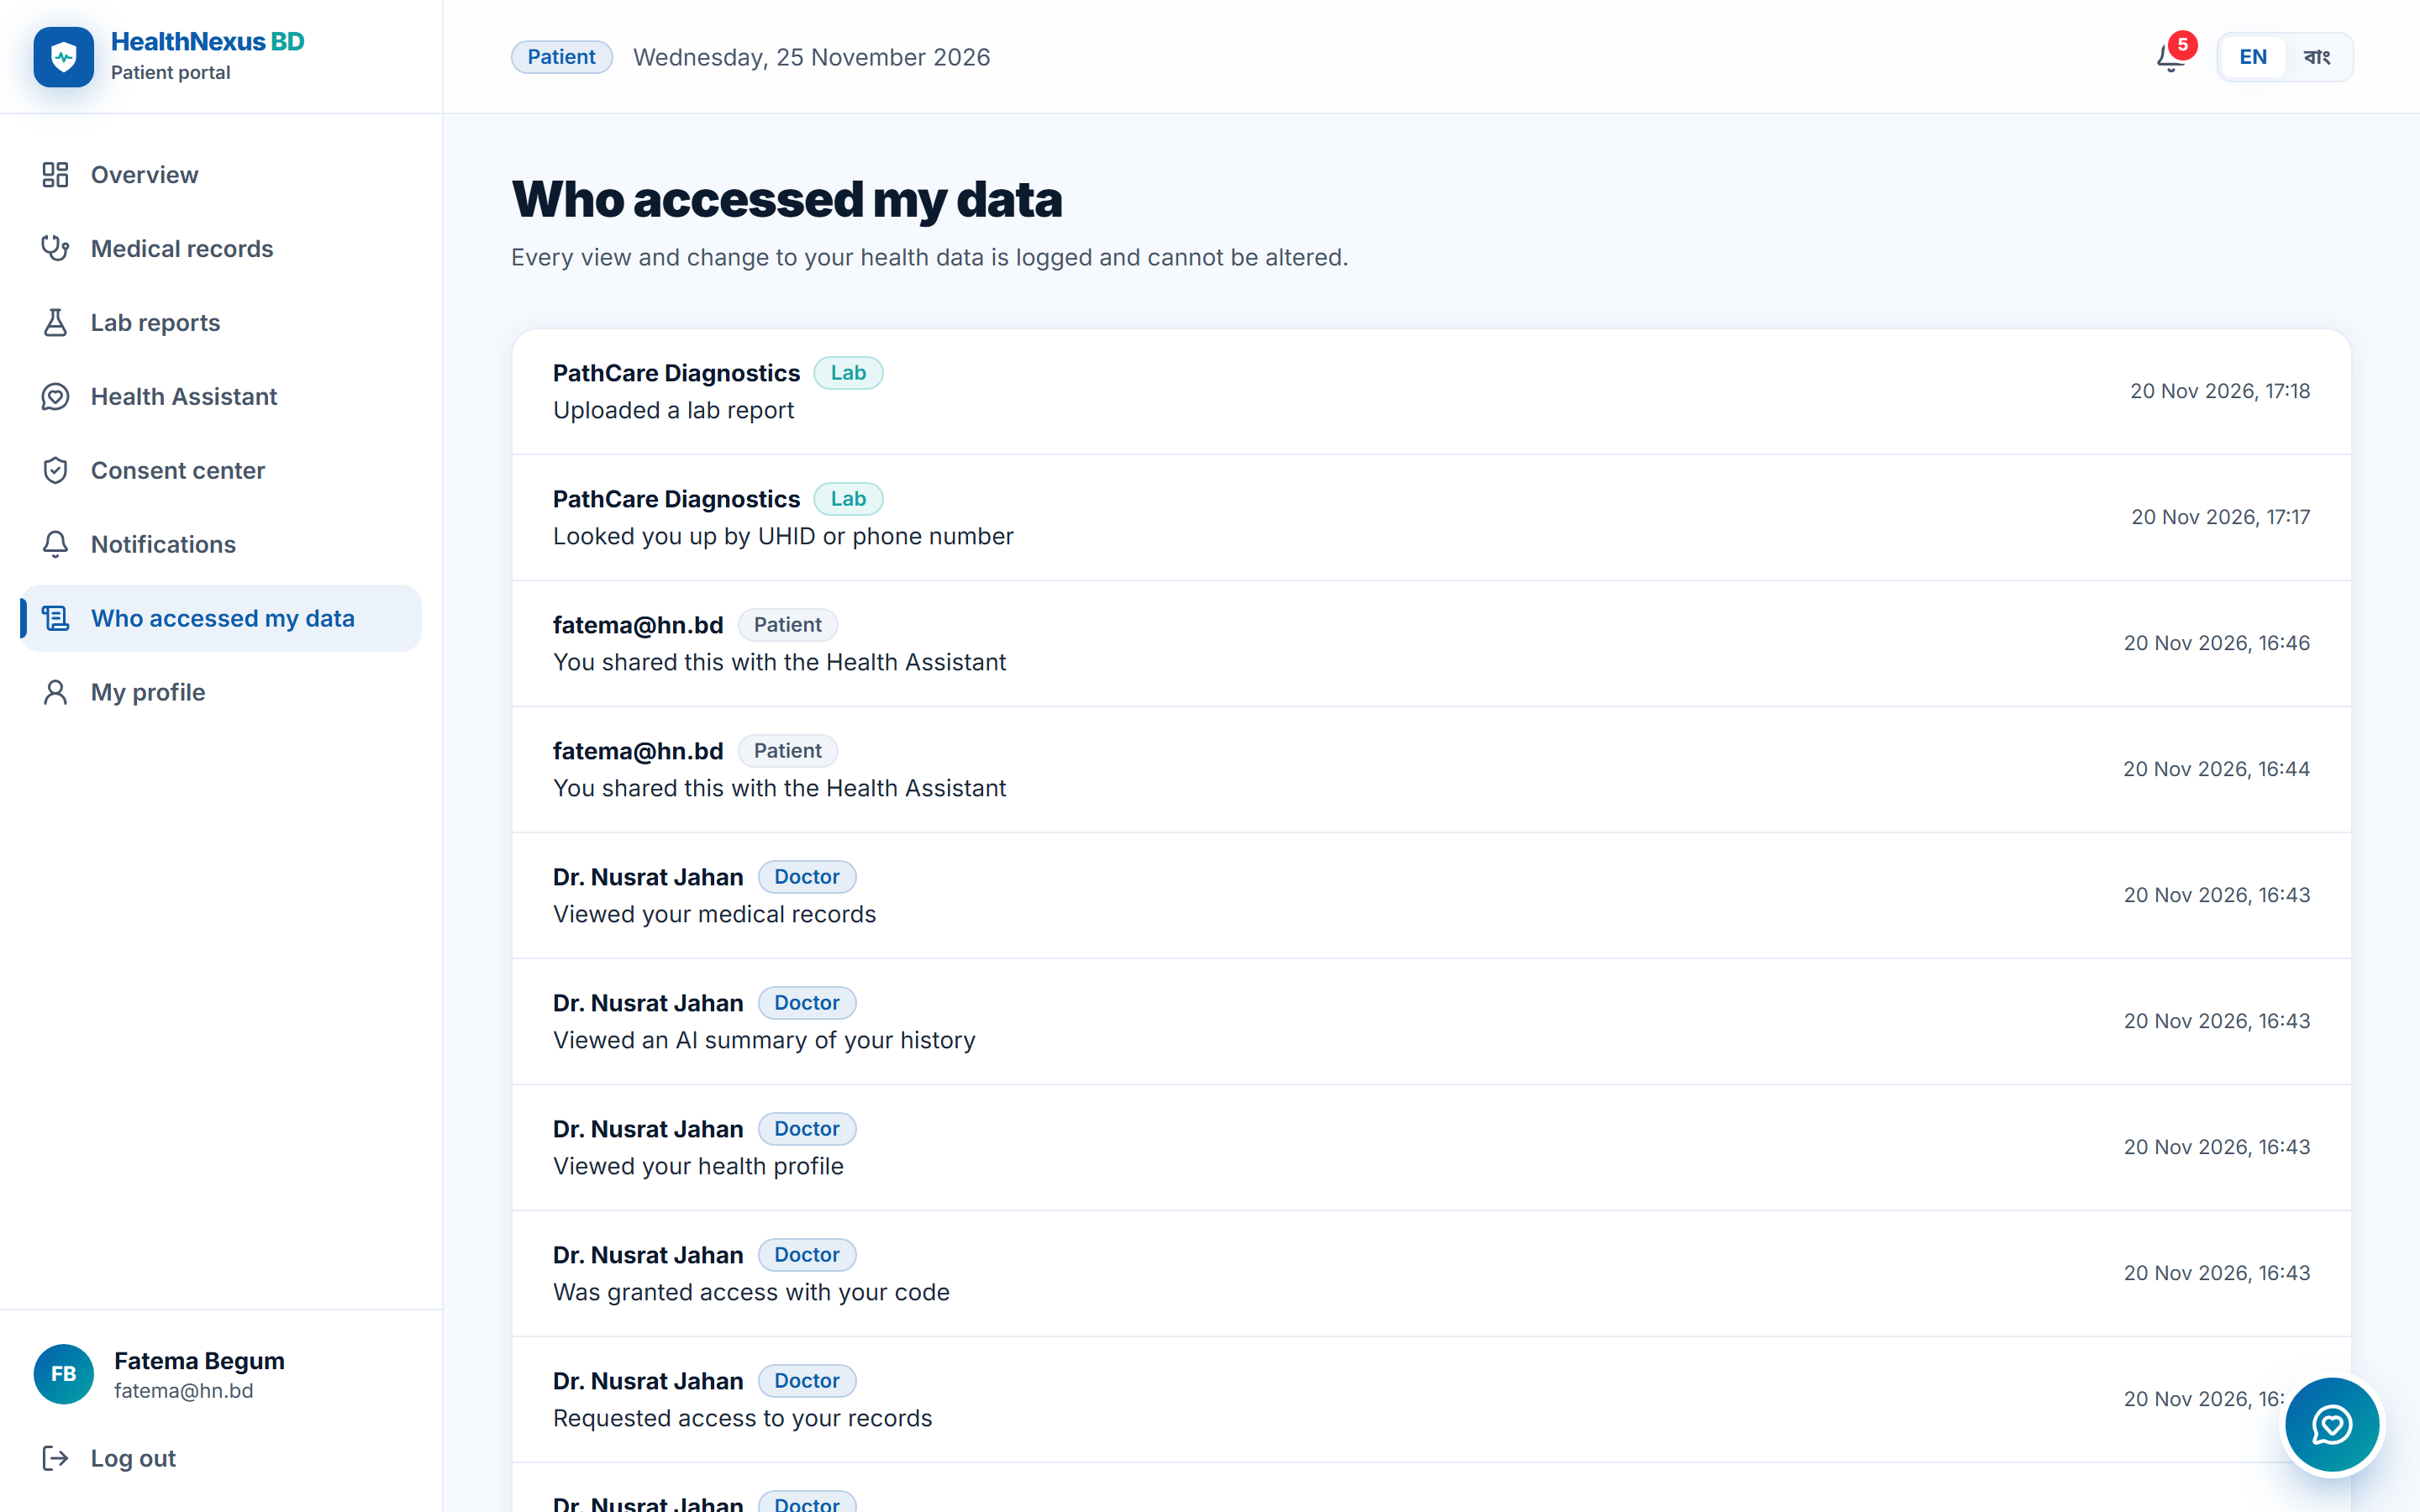 HealthNexus BD
Patient portal
Patient
Wednesday, 25 November 2026
5
EN
বাং
Overview
Medical records
Lab reports
Health Assistant
Consent center
Notifications
Who accessed my data
My profile
FB
Fatema Begum
fatema@hn.bd
Log out
Who accessed my data
Every view and change to your health data is logged and cannot be altered.
PathCare Diagnostics Lab
Uploaded a lab report
20 Nov 2026, 17:18
PathCare Diagnostics Lab
Looked you up by UHID or phone number
20 Nov 2026, 17:17
fatema@hn.bd Patient
You shared this with the Health Assistant
20 Nov 2026, 16:46
fatema@hn.bd Patient
You shared this with the Health Assistant
20 Nov 2026, 16:44
Dr. Nusrat Jahan Doctor
Viewed your medical records
20 Nov 2026, 16:43
Dr. Nusrat Jahan Doctor
Viewed an AI summary of your history
20 Nov 2026, 16:43
Dr. Nusrat Jahan Doctor
Viewed your health profile
20 Nov 2026, 16:43
Dr. Nusrat Jahan Doctor
Was granted access with your code
20 Nov 2026, 16:43
Dr. Nusrat Jahan Doctor
Requested access to your records
20 Nov 2026, 16:
Dr. Nusrat Jahan Doctor